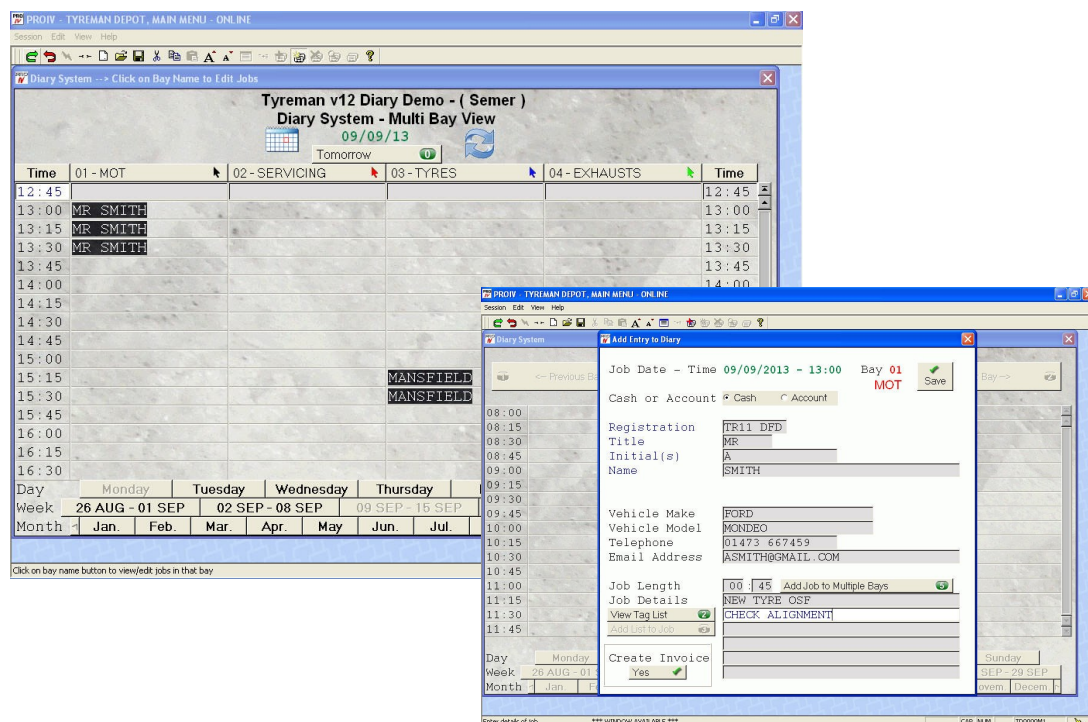 PROIV - TYREMAN DEPOT, MAIN MENU - ONLINE
Session Edit View Help
Diary System --> Click on Bay Name to Edit Jobs
Tyreman v12 Diary Demo - ( Semer )
Diary System - Multi Bay View
09/09/13
Tomorrow
Time 01 - MOT 02 - SERVICING 03 - TYRES 04 - EXHAUSTS Time
12:45 12:45
13:00 MR SMITH 13:00
13:15 MR SMITH 13:15
13:30 MR SMITH 13:30
13:45 13:45
14:00 14:00
14:15
14:30
14:45
15:00
15:15 MANSFIELD
15:30 MANSFIELD
15:45
16:00
16:15
16:30
Day Monday Tuesday Wednesday Thursday
Week 26 AUG - 01 SEP 02 SEP - 08 SEP 09 SEP - 15 SEP
Month Jan. Feb. Mar. Apr. May Jun. Jul.
Click on bay name button to view/edit jobs in that bay
PROIV - TYREMAN DEPOT, MAIN MENU - ONLINE
Session Edit View Help
Diary System
Add Entry to Diary
<-- Previous Ba
Bay -->
Job Date - Time 09/09/2013 - 13:00 Bay 01
MOT
Save
Cash or Account Cash Account
Registration TR11 DFD
Title MR
Initial(s) A
Name SMITH
Vehicle Make FORD
Vehicle Model MONDEO
Telephone 01473 667459
Email Address ASMITH@GMAIL.COM
Job Length 00 : 45 Add Job to Multiple Bays
Job Details NEW TYRE OSF
View Tag List CHECK ALIGNMENT
Add List to Job
Create Invoice
Yes
08:00
08:15
08:30
08:45
09:00
09:15
09:30
09:45
10:00
10:15
10:30
10:45
11:00
11:15
11:30
11:45
Day Monday Sunday
Week 26 AUG - 01 SEP - 29 SEP
Month Jan. F ovem. Decem.
Enter details of job *** WINDOW AVAILABLE *** CAP NUM TD0000M1